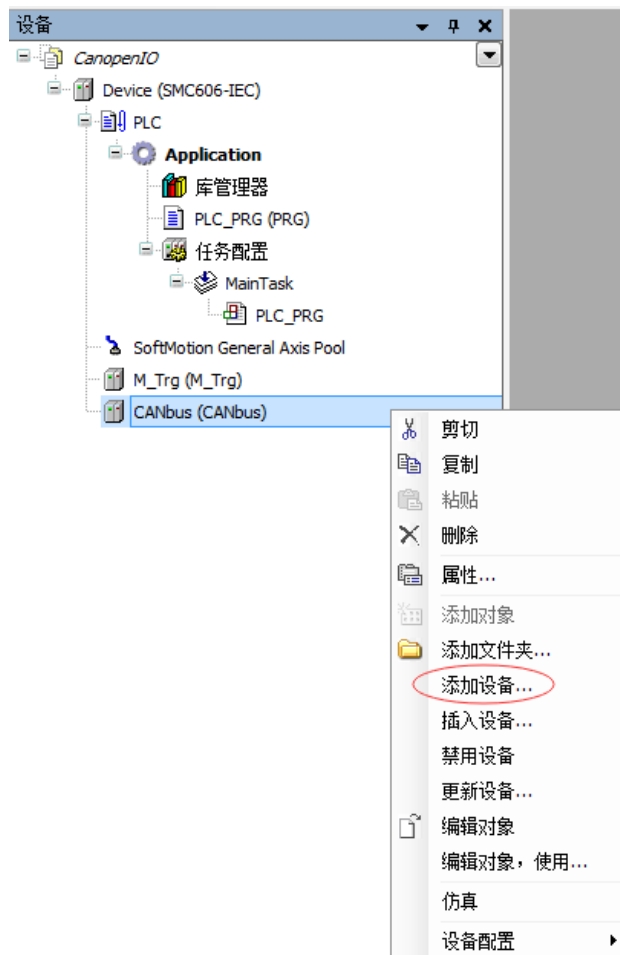 设备
CanopenIO
Device (SMC606-IEC)
PLC
Application
库管理器
PLC_PRG (PRG)
任务配置
MainTask
PLC_PRG
SoftMotion General Axis Pool
M_Trg (M_Trg)
CANbus (CANbus)
剪切
复制
粘贴
删除
属性...
添加对象
添加文件夹...
添加设备...
插入设备...
禁用设备
更新设备...
编辑对象
编辑对象，使用...
仿真
设备配置